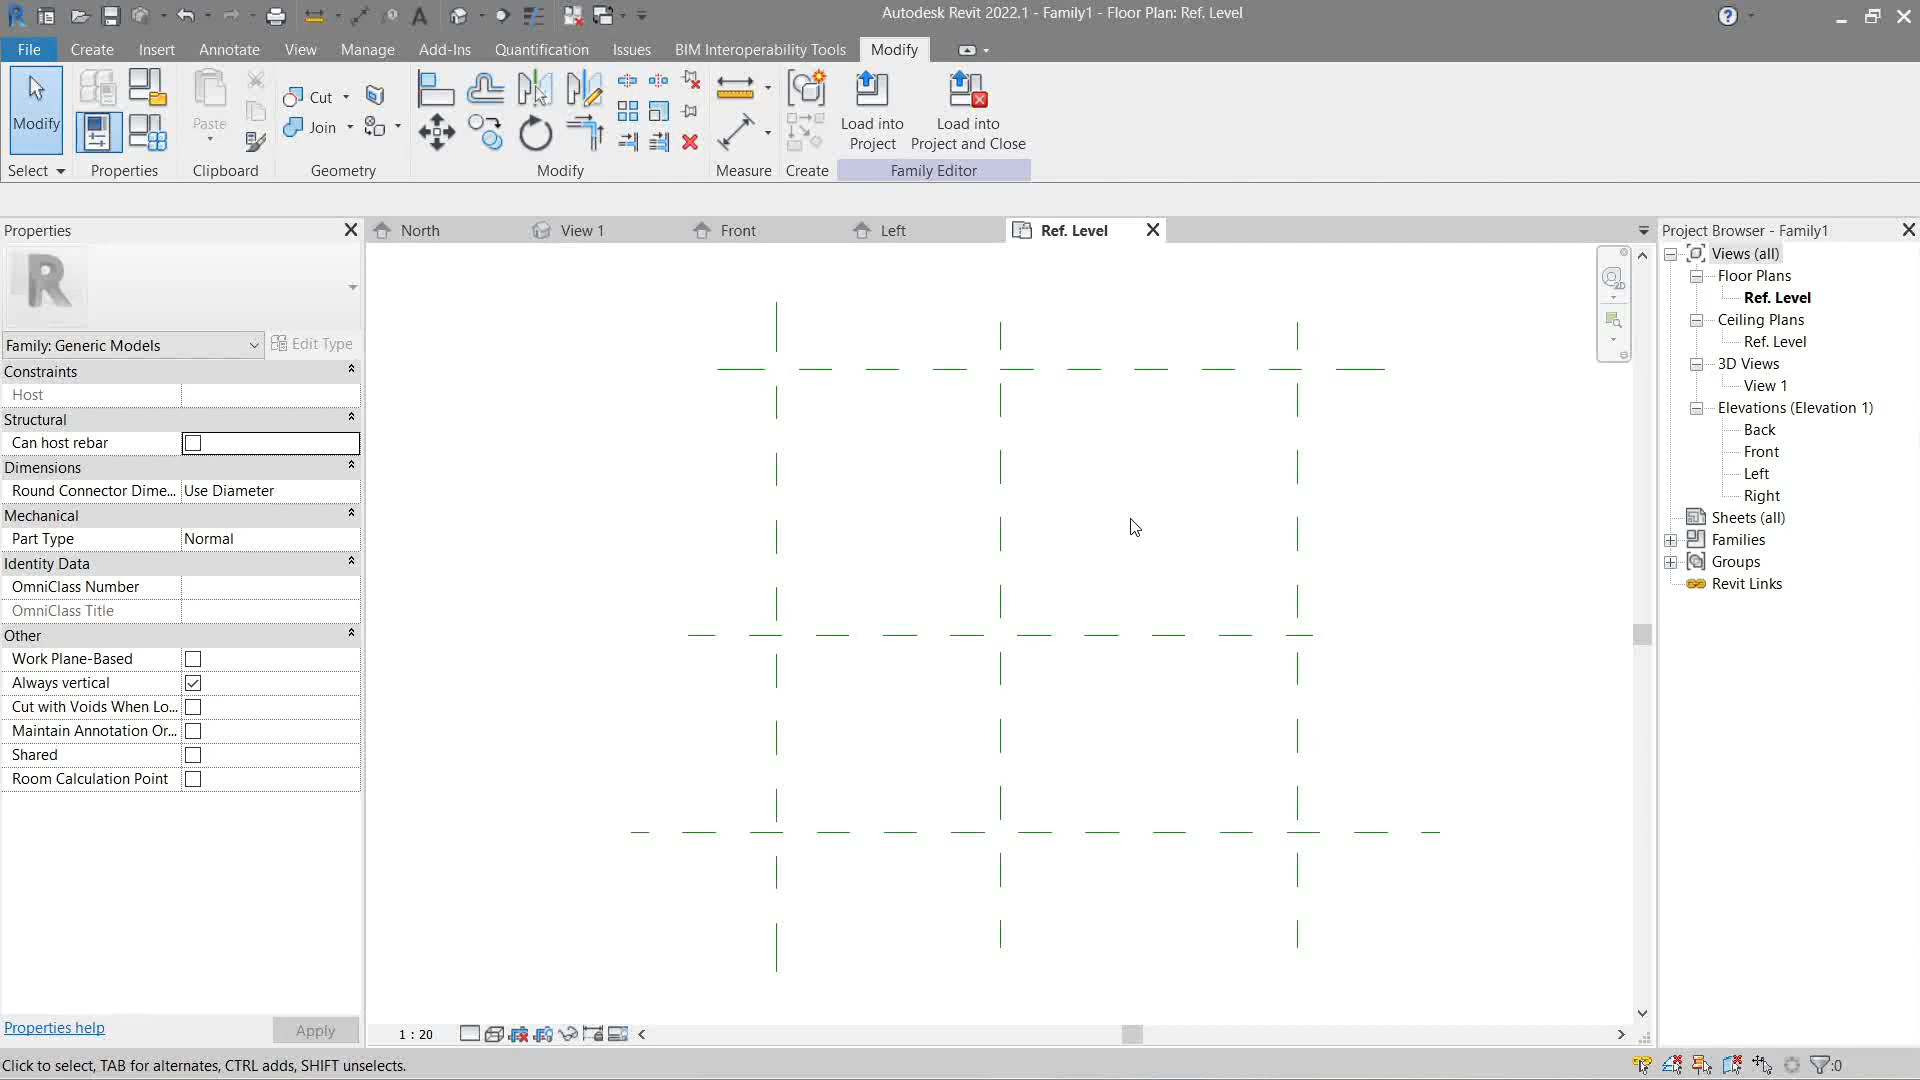 Autodesk Revit 2022.1 - Family1 - Floor Plan: Ref. Level
File Create Insert Annotate View Manage Add-Ins Quantification Issues BIM Interoperability Tools Modify
Modify
Paste
Cut
Join
Load into Project
Load into Project and Close
Select Properties Clipboard Geometry Modify Measure Create Family Editor
Properties
North View 1 Front Left Ref. Level
Project Browser - Family1
R
Family: Generic Models
Edit Type
Constraints
Host
Structural
Can host rebar
Dimensions
Round Connector Dime... Use Diameter
Mechanical
Part Type Normal
Identity Data
OmniClass Number
OmniClass Title
Other
Work Plane-Based
Always vertical
Cut with Voids When Lo...
Maintain Annotation Or...
Shared
Room Calculation Point
Properties help
Apply
2D
Views (all)
Floor Plans
Ref. Level
Ceiling Plans
Ref. Level
3D Views
View 1
Elevations (Elevation 1)
Back
Front
Left
Right
Sheets (all)
Families
Groups
Revit Links
1 : 20
Click to select, TAB for alternates, CTRL adds, SHIFT unselects.
:0